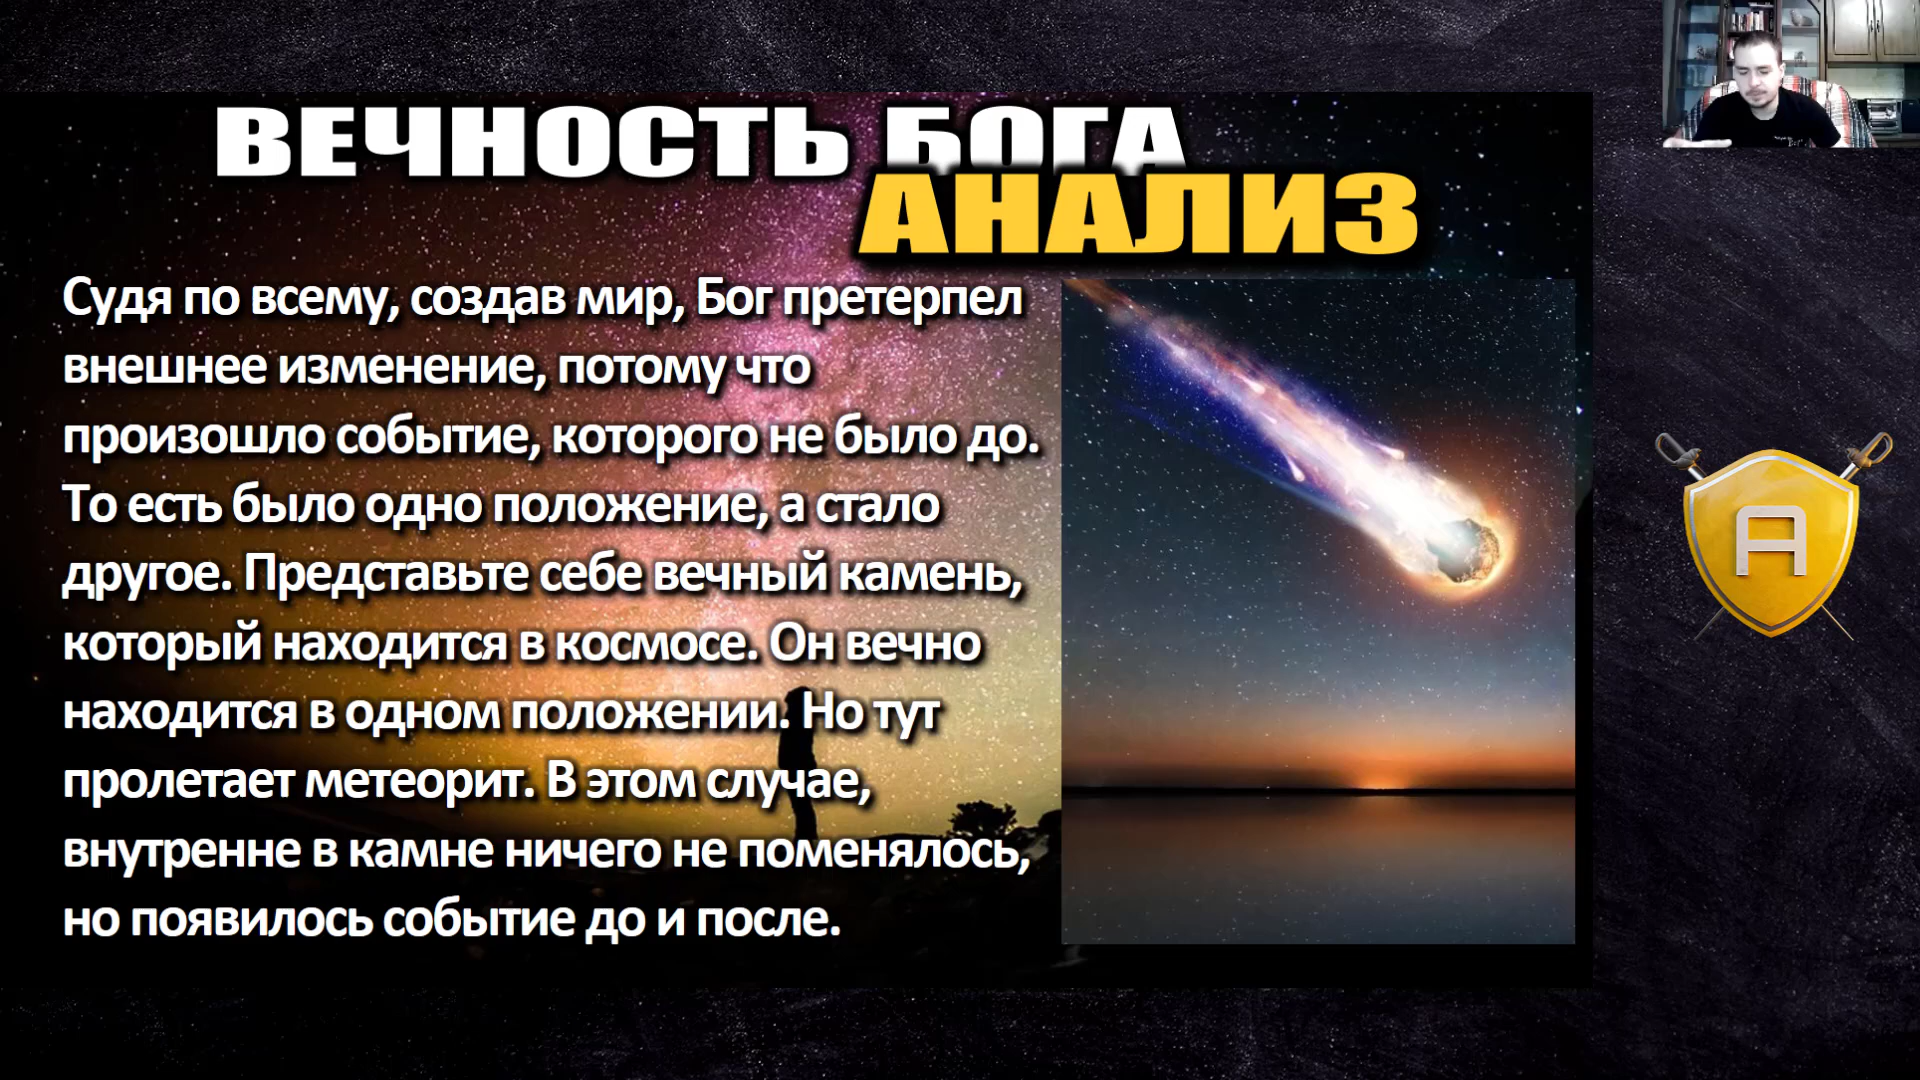 ВЕЧНОСТЬ БОГА
АНАЛИЗ
Судя по всему, создав мир, Бог претерпел
внешнее изменение, потому что
произошло событие, которого не было до.
То есть было одно положение, а стало
другое. Представьте себе вечный камень,
который находится в космосе. Он вечно
находится в одном положении. Но тут
пролетает метеорит. В этом случае,
внутренне в камне ничего не поменялось,
но появилось событие до и после.
A